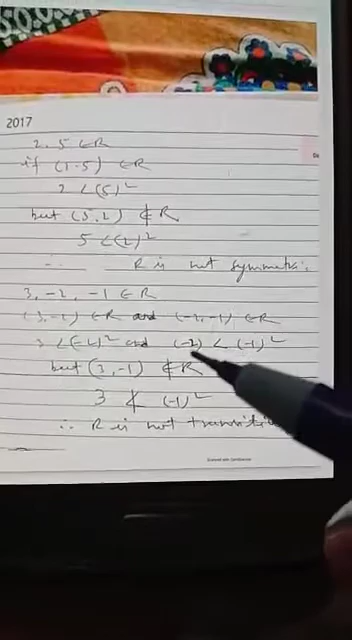 2017
2, 5 ∈ R
if (2,5) ∈ R
2 < (5)²
but (5,2) ∉ R
5 < (2)²
∴ R is not symmetric.
3, -2, -1 ∈ R
(3,-2) ∈ R and (-2,-1) ∈ R
3 < (-2)² and (-2) < (-1)²
but (3,-1) ∉ R
3 ≮ (-1)²
∴ R is not transitive